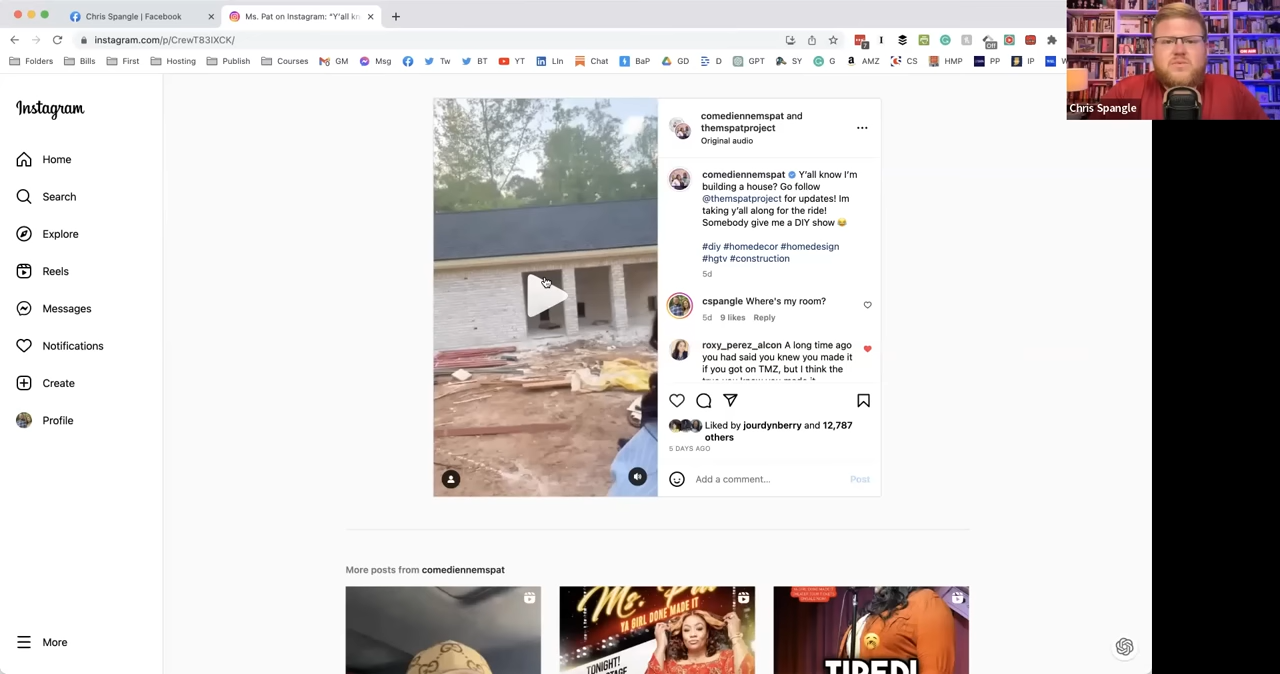 Chris Spangle | Facebook
Ms. Pat on Instagram: "Y'all kn
instagram.com/p/CrewT83IXCK/
7
Off
Folders
Bills
First
Hosting
Publish
Courses
GM
Msg
Tw
BT
YT
LIn
Chat
BaP
GD
D
GPT
SY
G
AMZ
CS
HMP
PP
IP
Chris Spangle
Instagram
Home
Search
Explore
Reels
Messages
Notifications
Create
Profile
More
comediennemspat and
themspatproject
Original audio
comediennemspat Y'all know I'm
building a house? Go follow
@themspatproject for updates! Im
taking y'all along for the ride!
Somebody give me a DIY show
#diy #homedecor #homedesign
#hgtv #construction
5d
cspangle Where's my room?
5d 9 likes Reply
roxy_perez_alcon A long time ago
you had said you knew you made it
if you got on TMZ, but I think the
Liked by jourdynberry and 12,787
others
5 DAYS AGO
Add a comment...
Post
More posts from comediennemspat
Ms. Pat
YA GIRL DONE MADE IT
TONIGHT!
TIRED!